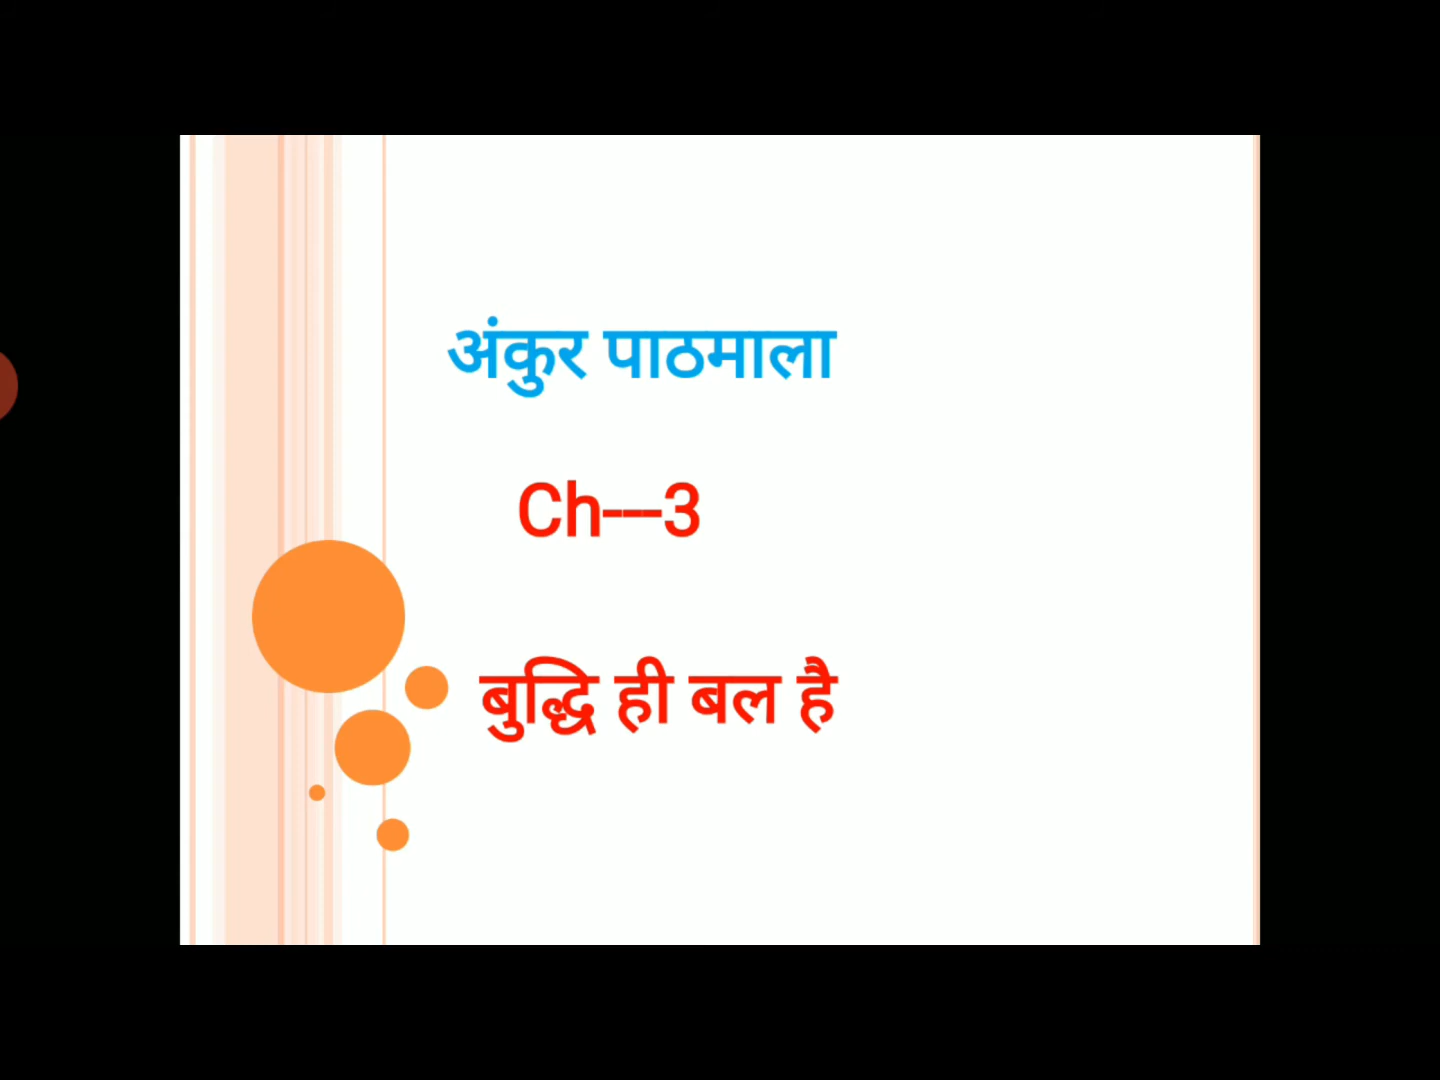 अंकुर पाठमाला
Ch---3
बुद्धि ही बल है